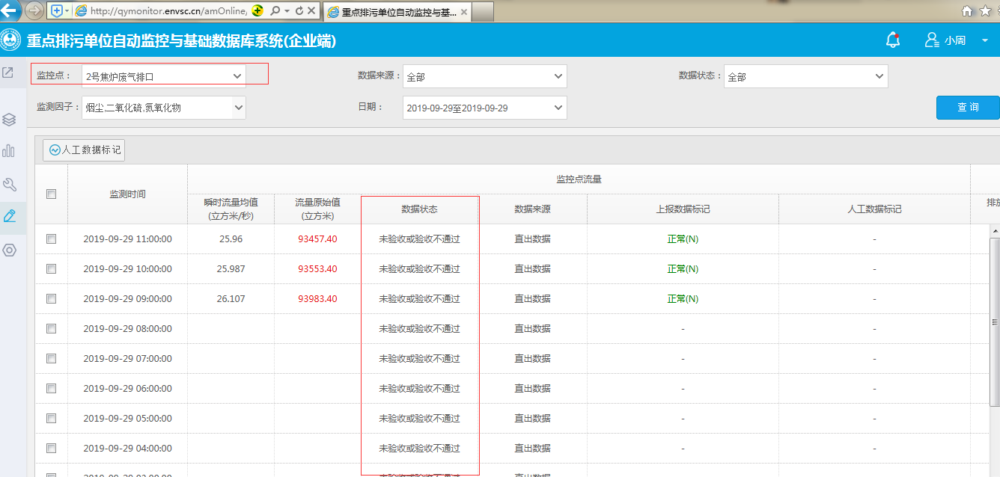 http://qymonitor.envsc.cn/amOnline,
重点排污单位自动监控与基...
重点排污单位自动监控与基础数据库系统(企业端)
小周
监控点： 2号焦炉废气排口 数据来源： 全部 数据状态： 全部
监测因子： 烟尘,二氧化硫,氮氧化物 日期： 2019-09-29至2019-09-29 查 询
人工数据标记
监测时间 监控点流量
瞬时流量均值(立方米/秒) 流量原始值(立方米) 数据状态 数据来源 上报数据标记 人工数据标记 排放
2019-09-29 11:00:00 25.96 93457.40 未验收或验收不通过 直出数据 正常(N) -
2019-09-29 10:00:00 25.987 93553.40 未验收或验收不通过 直出数据 正常(N) -
2019-09-29 09:00:00 26.107 93983.40 未验收或验收不通过 直出数据 正常(N) -
2019-09-29 08:00:00 未验收或验收不通过 直出数据 - -
2019-09-29 07:00:00 未验收或验收不通过 直出数据 - -
2019-09-29 06:00:00 未验收或验收不通过 直出数据 - -
2019-09-29 05:00:00 未验收或验收不通过 直出数据 - -
2019-09-29 04:00:00 未验收或验收不通过 直出数据 - -